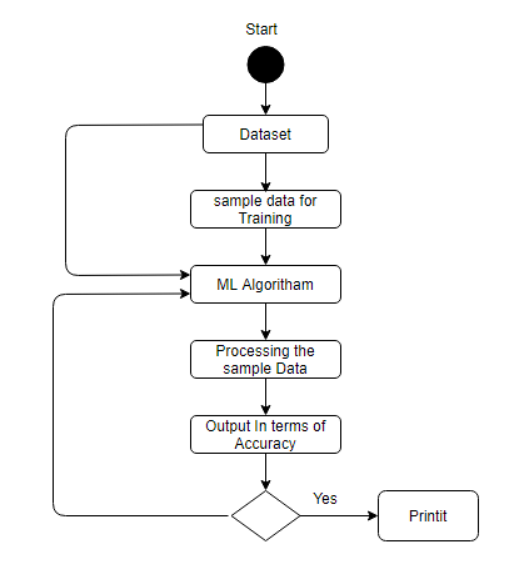 Start
Dataset
sample data for
Training
ML Algoritham
Processing the
sample Data
Output In terms of
Accuracy
Yes
Printit